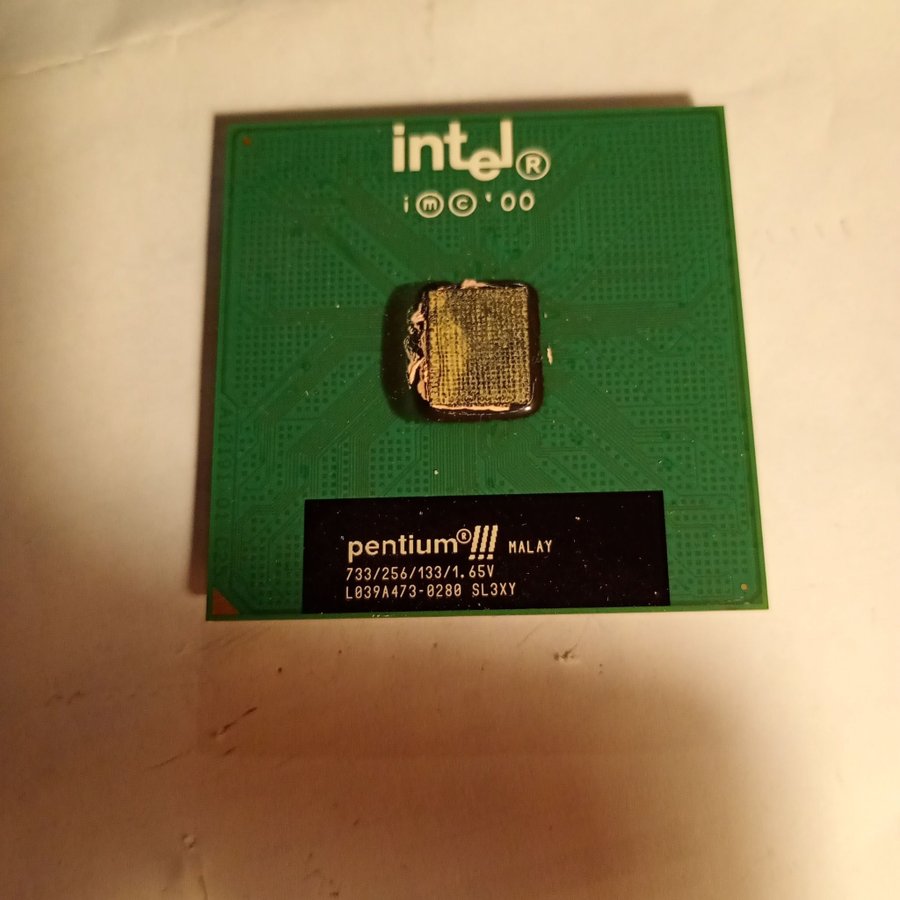 intel®
i ⓜ © '00
pentium®!!! MALAY
733/256/133/1.65V
L039A473-0280 SL3XY